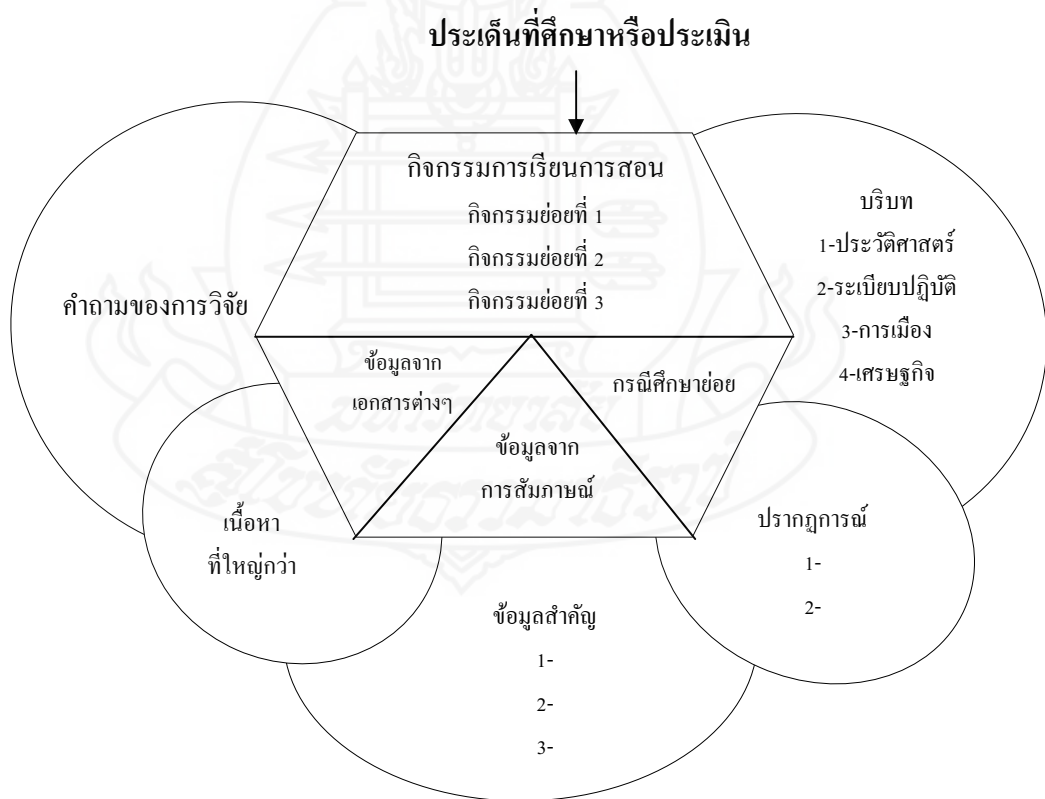 ประเด็นที่ศึกษาหรือประเมิน
กิจกรรมการเรียนการสอน
กิจกรรมย่อยที่ 1
กิจกรรมย่อยที่ 2
กิจกรรมย่อยที่ 3
คำถามของการวิจัย
บริบท
1-ประวัติศาสตร์
2-ระเบียบปฏิบัติ
3-การเมือง
4-เศรษฐกิจ
ข้อมูลจาก
เอกสารต่างๆ
กรณีศึกษาย่อย
ข้อมูลจาก
การสัมภาษณ์
เนื้อหา
ที่ใหญ่กว่า
ปรากฏการณ์
1-
2-
ข้อมูลสำคัญ
1-
2-
3-